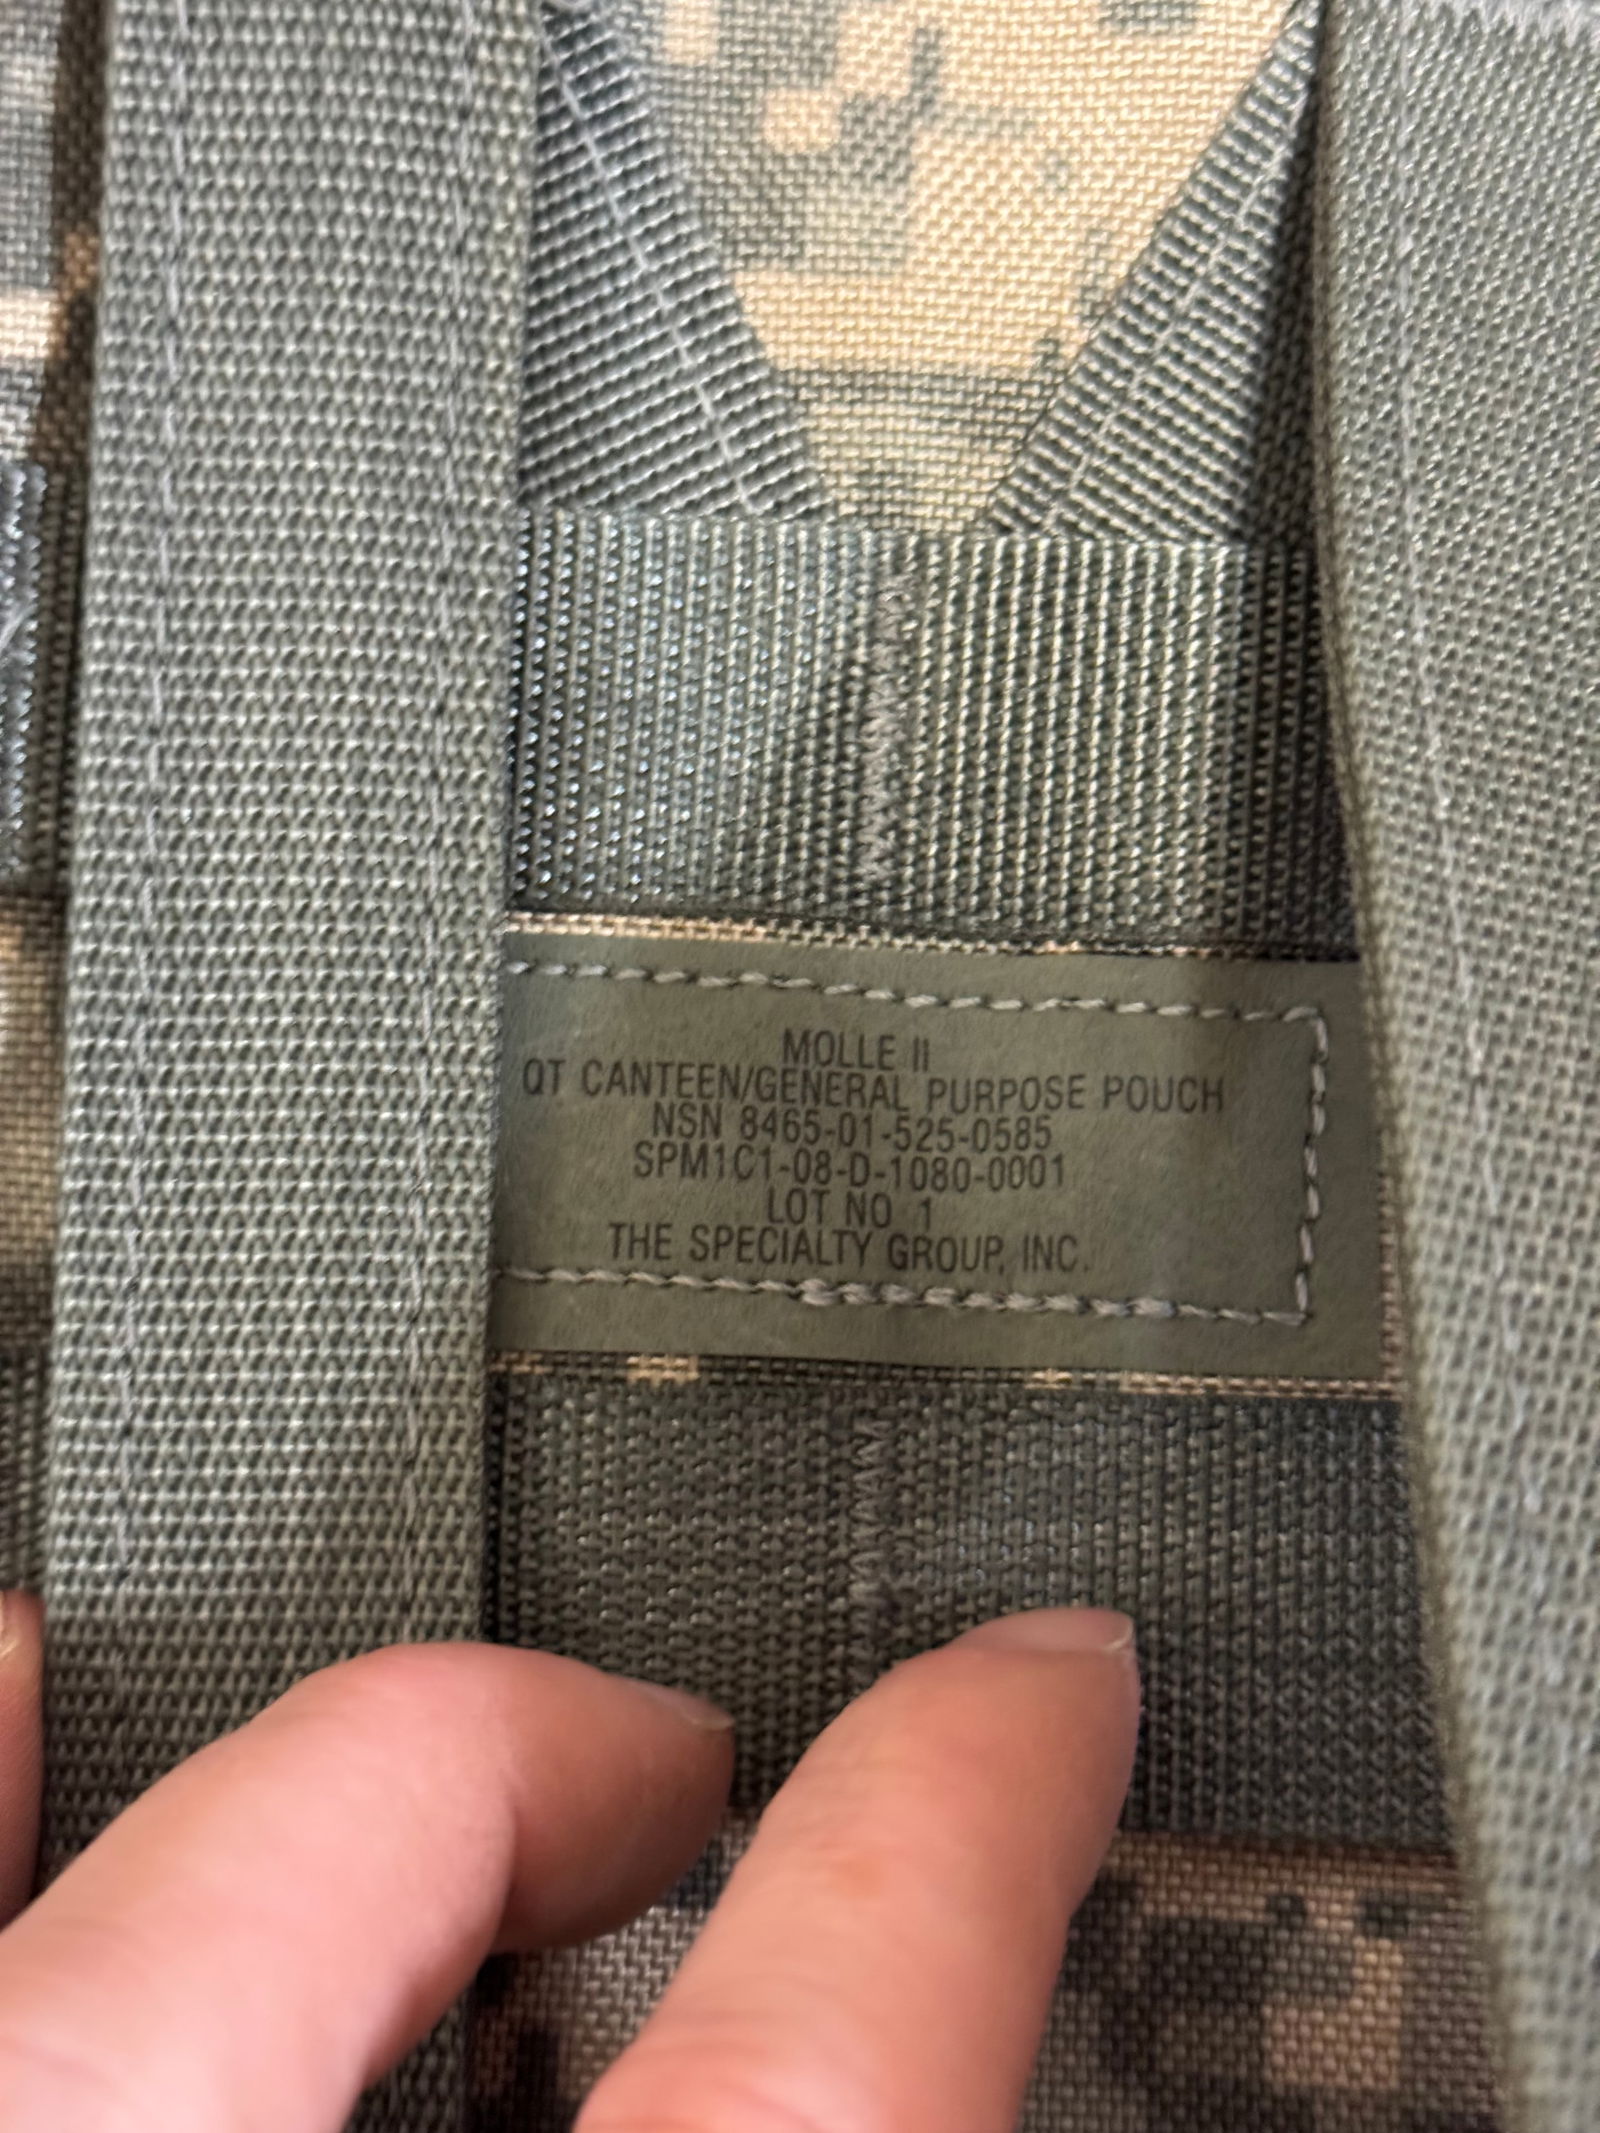 MOLLE II
QT CANTEEN/GENERAL PURPOSE POUCH
NSN 8465-01-525-0585
SPM1C1-08-D-1080-0001
LOT NO 1
THE SPECIALTY GROUP, INC.